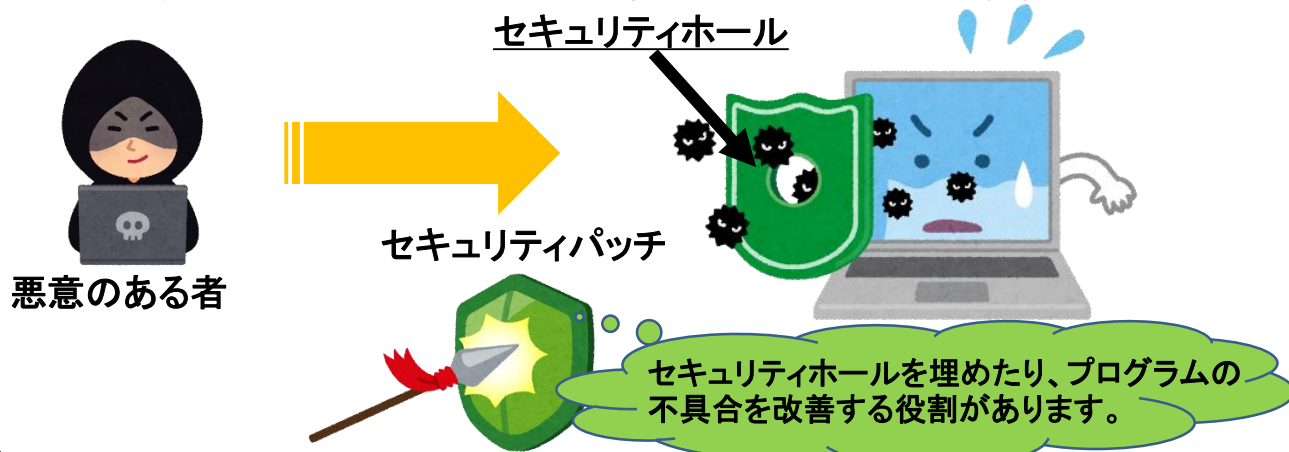 セキュリティホール
セキュリティパッチ
悪意のある者
セキュリティホールを埋めたり、プログラムの
不具合を改善する役割があります。